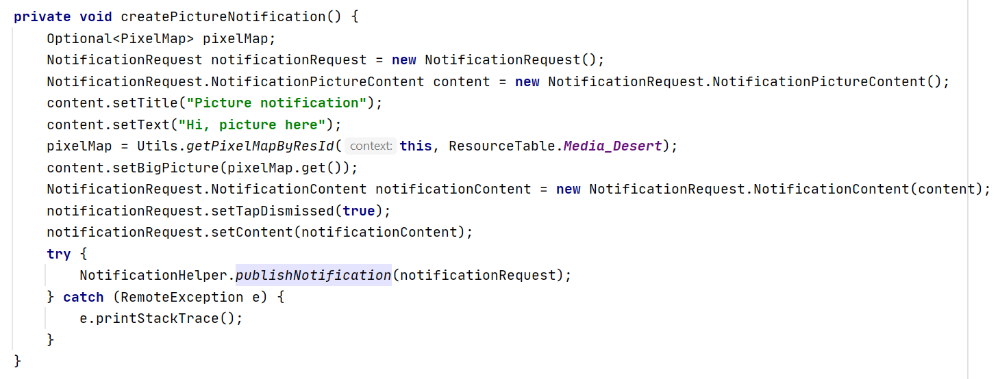 private void createPictureNotification() {
    Optional<PixelMap> pixelMap;
    NotificationRequest notificationRequest = new NotificationRequest();
    NotificationRequest.NotificationPictureContent content = new NotificationRequest.NotificationPictureContent();
    content.setTitle("Picture notification");
    content.setText("Hi, picture here");
    pixelMap = Utils.getPixelMapByResId( context: this, ResourceTable.Media_Desert);
    content.setBigPicture(pixelMap.get());
    NotificationRequest.NotificationContent notificationContent = new NotificationRequest.NotificationContent(content);
    notificationRequest.setTapDismissed(true);
    notificationRequest.setContent(notificationContent);
    try {
        NotificationHelper.publishNotification(notificationRequest);
    } catch (RemoteException e) {
        e.printStackTrace();
    }
}